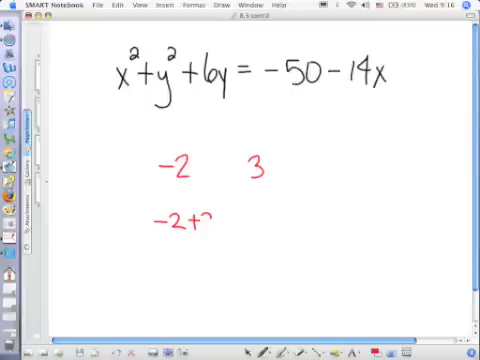 SMART Notebook File Edit View Insert Format Draw Window Help Wed 9:16
8.3 cont'd
x² + y² + 6y = -50 - 14x
-2 3
-2+